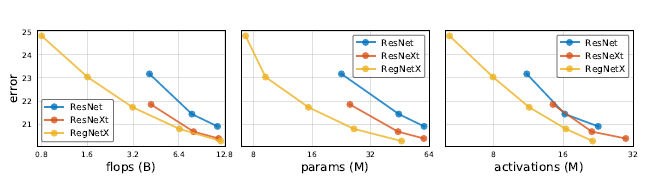 25
24
23
22
21
error
ResNet
ResNeXt
RegNetX
0.8 1.6 3.2 6.4 12.8
flops (B)
ResNet
ResNeXt
RegNetX
8 16 32 64
params (M)
ResNet
ResNeXt
RegNetX
8 16 32
activations (M)